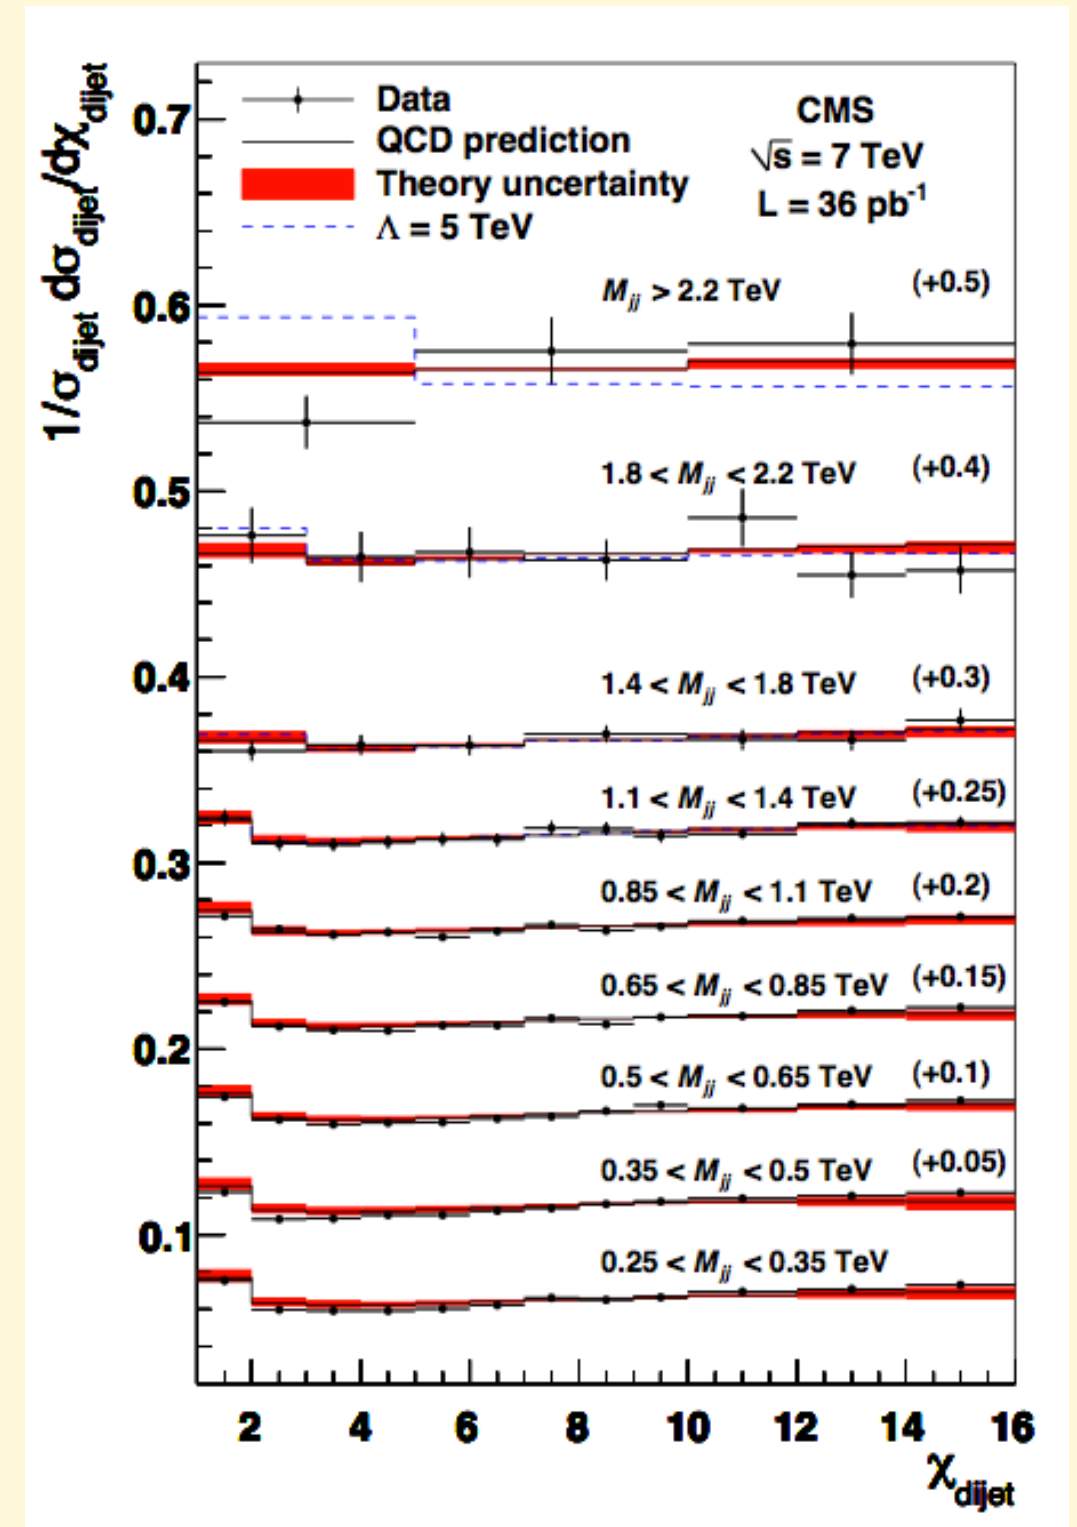 1/σ_dijet dσ_dijet/dχ_dijet
Data
QCD prediction
Theory uncertainty
Λ = 5 TeV
CMS
√s = 7 TeV
L = 36 pb⁻¹
M_jj > 2.2 TeV (+0.5)
1.8 < M_jj < 2.2 TeV (+0.4)
1.4 < M_jj < 1.8 TeV (+0.3)
1.1 < M_jj < 1.4 TeV (+0.25)
0.85 < M_jj < 1.1 TeV (+0.2)
0.65 < M_jj < 0.85 TeV (+0.15)
0.5 < M_jj < 0.65 TeV (+0.1)
0.35 < M_jj < 0.5 TeV (+0.05)
0.25 < M_jj < 0.35 TeV
0.7
0.6
0.5
0.4
0.3
0.2
0.1
2 4 6 8 10 12 14 16
χ_dijet